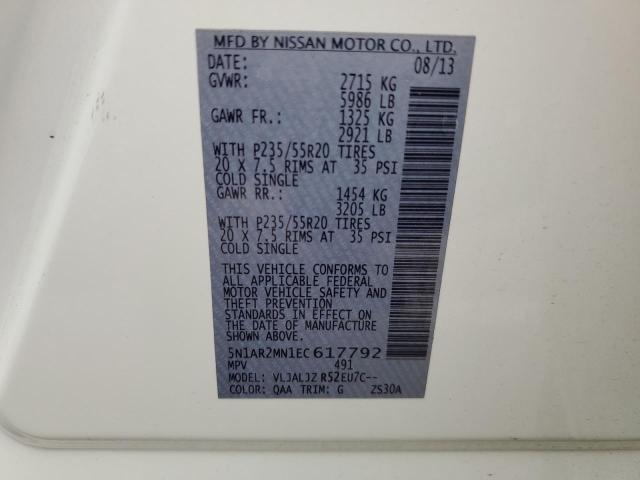 MFD BY NISSAN MOTOR CO., LTD.
DATE: 08/13
GVWR: 2715 KG
5986 LB
GAWR FR.: 1325 KG
2921 LB
WITH P235/55R20 TIRES
20 X 7.5 RIMS AT 35 PSI
COLD SINGLE
GAWR RR.: 1454 KG
3205 LB
WITH P235/55R20 TIRES
20 X 7.5 RIMS AT 35 PSI
COLD SINGLE
THIS VEHICLE CONFORMS TO
ALL APPLICABLE FEDERAL
MOTOR VEHICLE SAFETY AND
THEFT PREVENTION
STANDARDS IN EFFECT ON
THE DATE OF MANUFACTURE
SHOWN ABOVE.
5N1AR2MN1EC617792
MPV 491
MODEL: VLJALJZ R52EU7C--
COLOR: QAA TRIM: G ZS30A